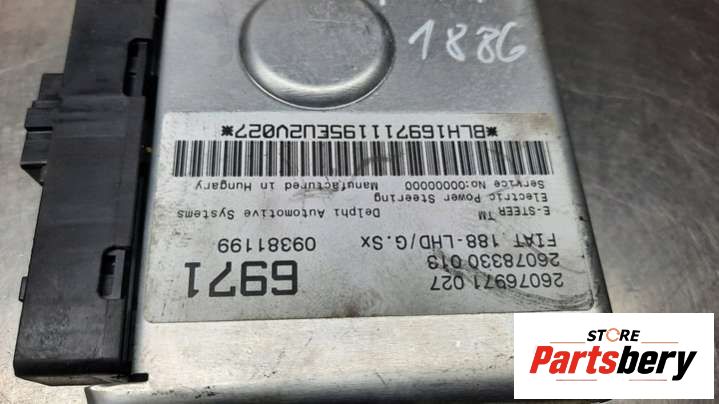 1886
26076971 027
26078330 013
6971
FIAT 188-LHD/G.Sx
09381199
E-STEER TM
Delphi Automotive Systems
Electric Power Steering
Service No:00000000
Manufactured in Hungary
*BLH1697111195EU2V027*
STORE
Partsbery